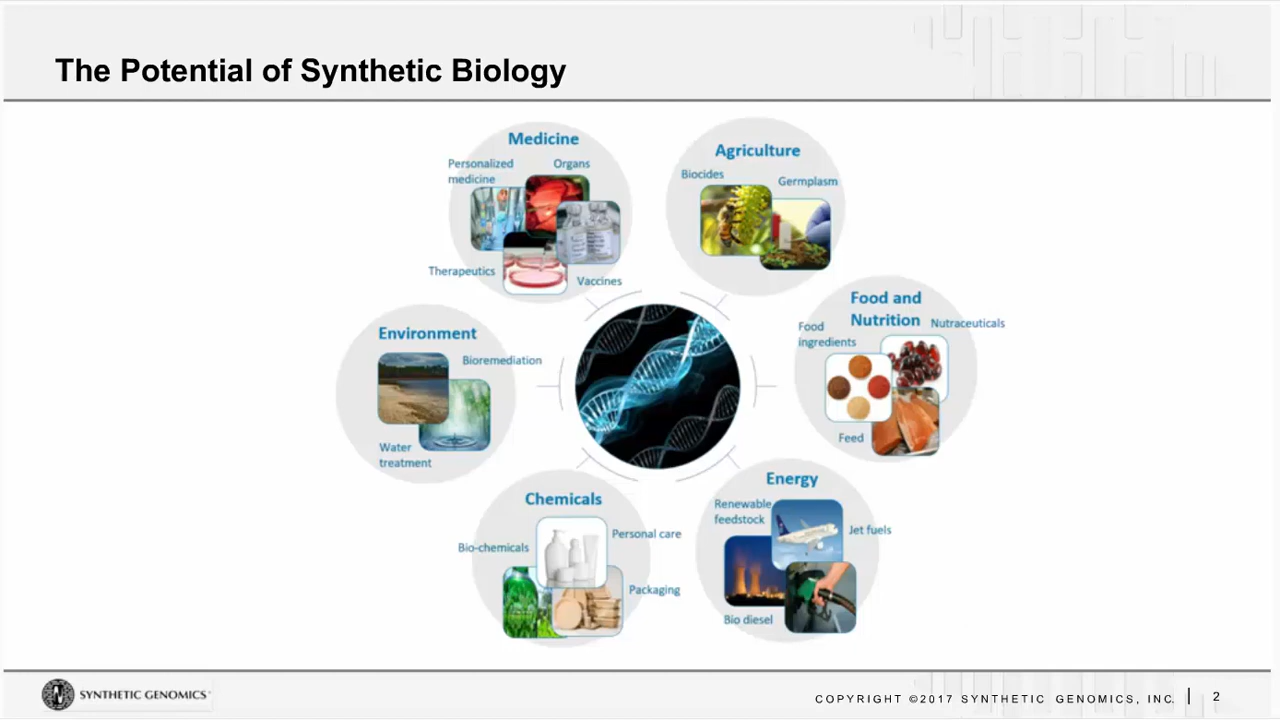 The Potential of Synthetic Biology
Medicine
Personalized
medicine
Organs
Therapeutics
Vaccines
Agriculture
Biocides
Germplasm
Food and
Nutrition
Food
ingredients
Nutraceuticals
Feed
Energy
Renewable
feedstock
Jet fuels
Bio diesel
Chemicals
Bio-chemicals
Personal care
Packaging
Environment
Bioremediation
Water
treatment
SYNTHETIC GENOMICS
COPYRIGHT ©2017 SYNTHETIC GENOMICS, INC.
2